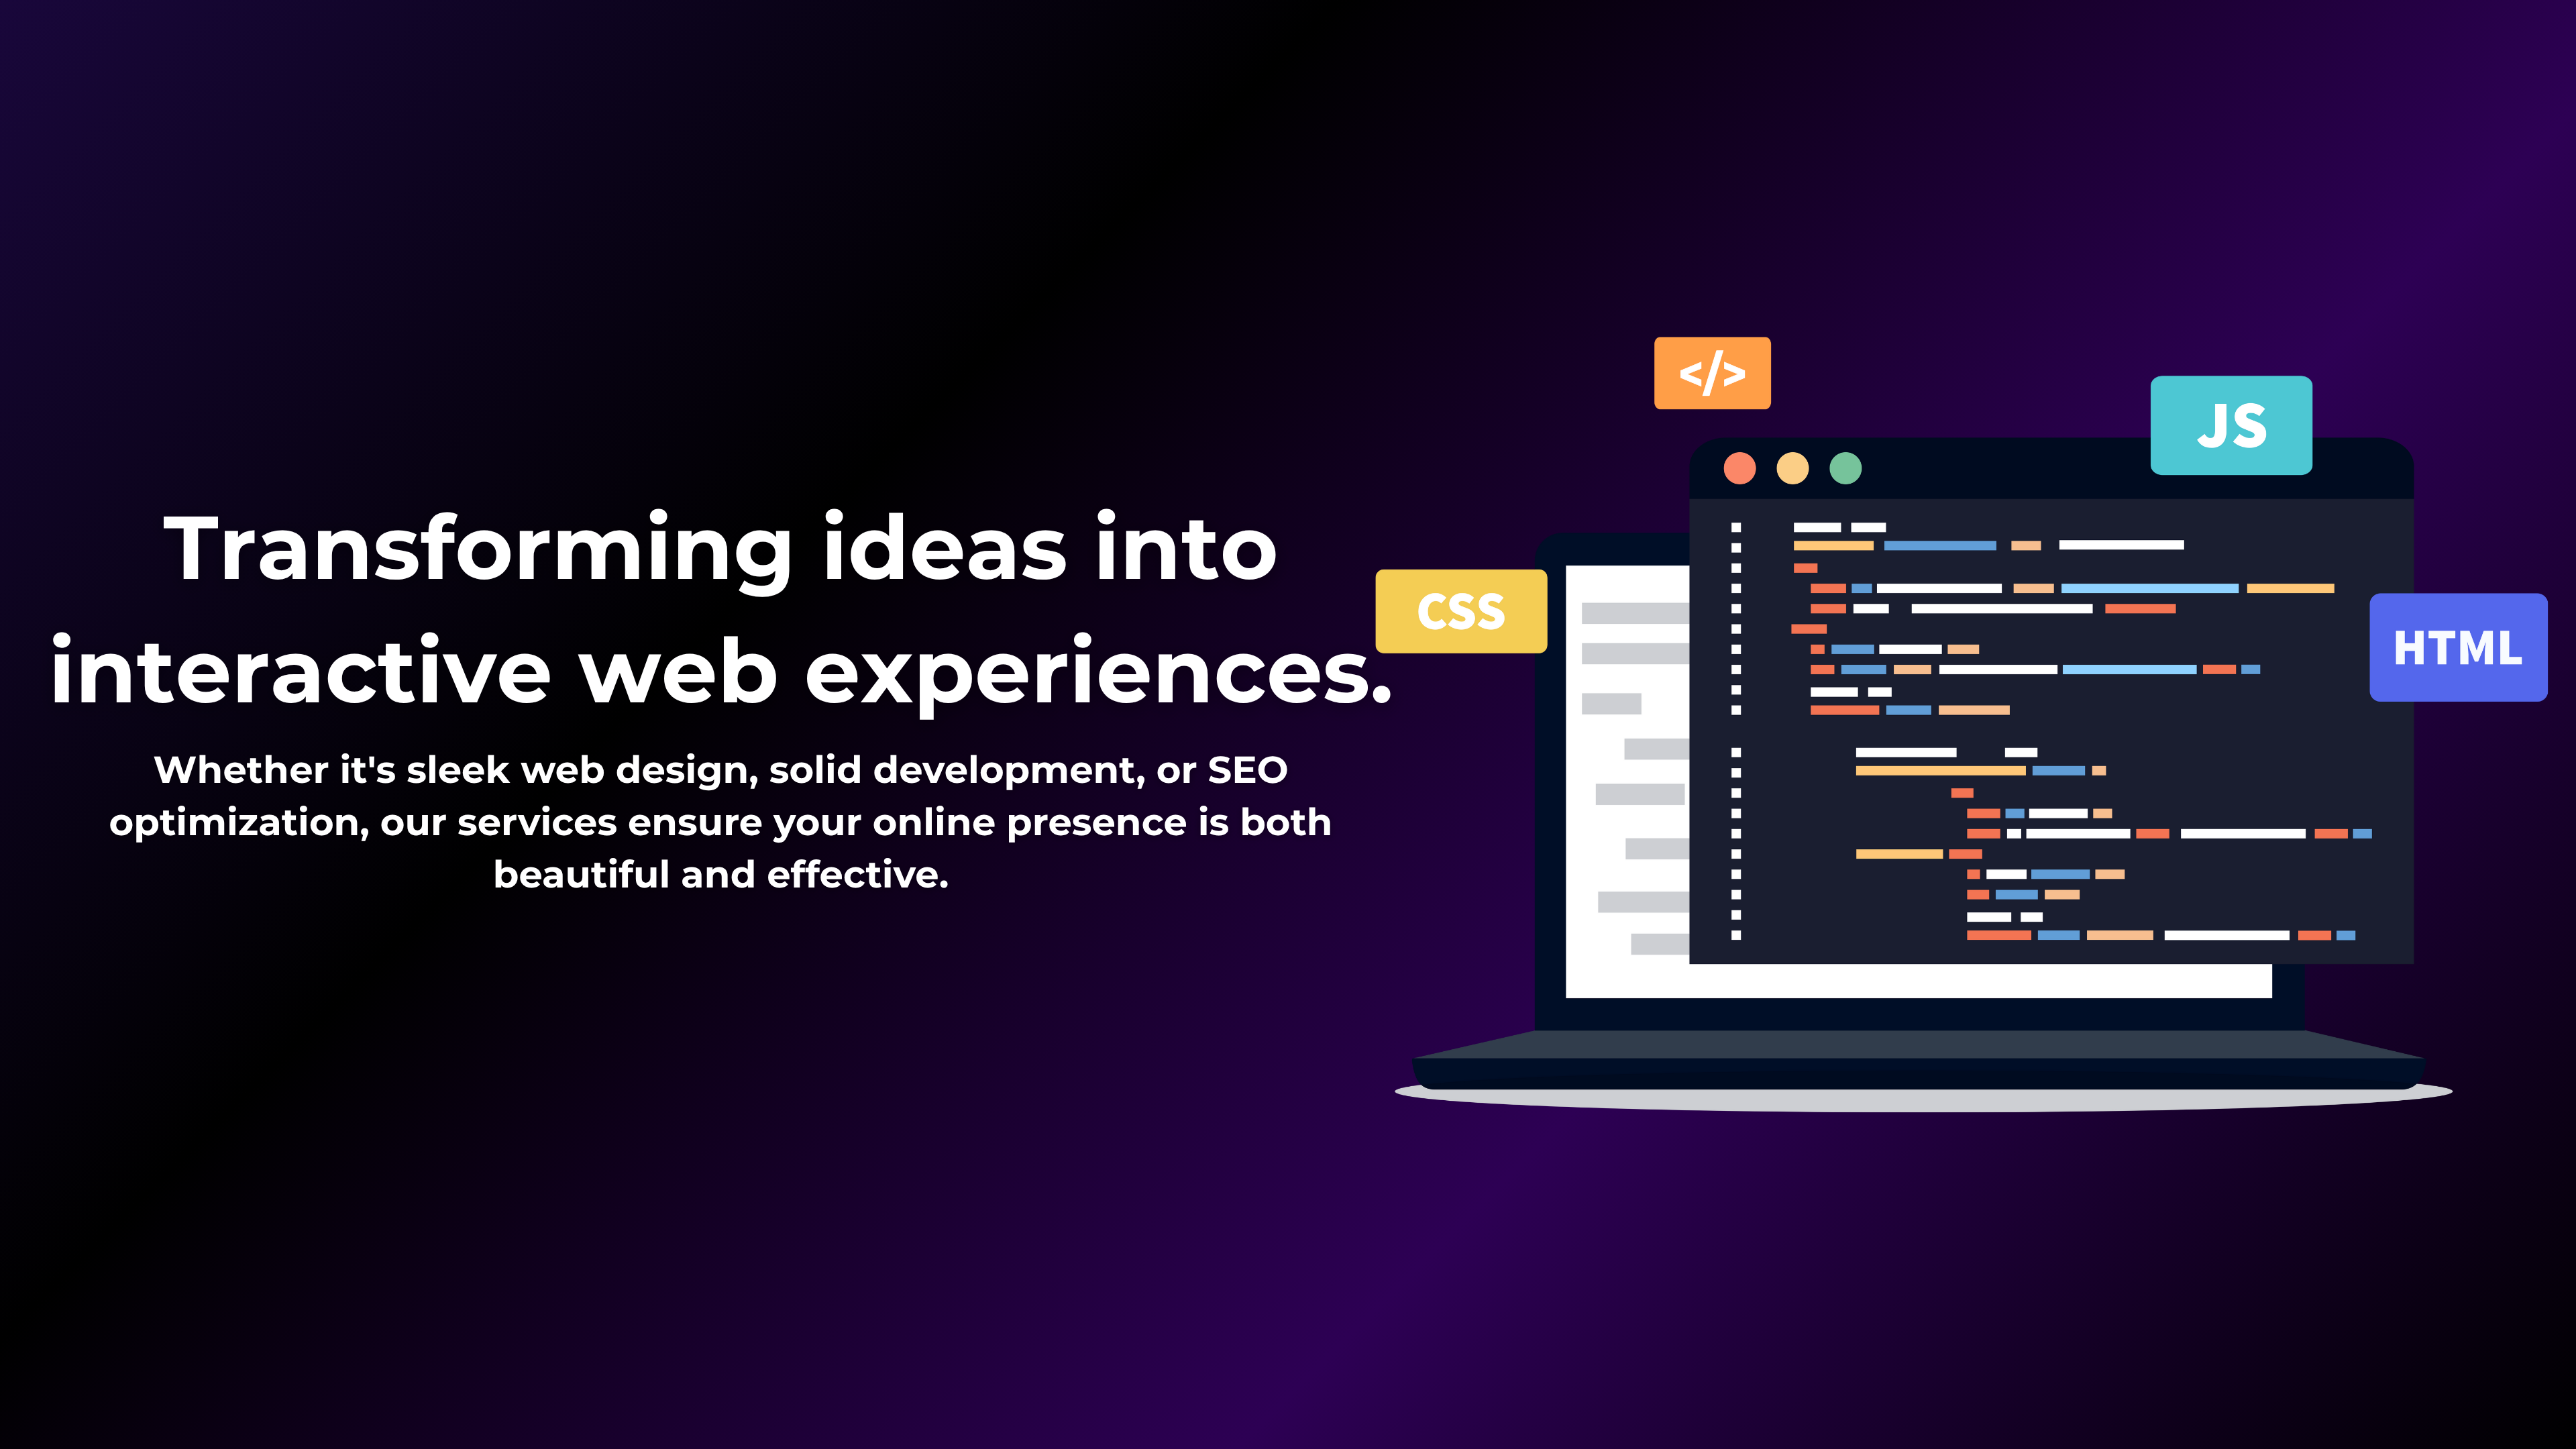 Transforming ideas into
interactive web experiences.
Whether it's sleek web design, solid development, or SEO
optimization, our services ensure your online presence is both
beautiful and effective.
</>
JS
CSS
HTML